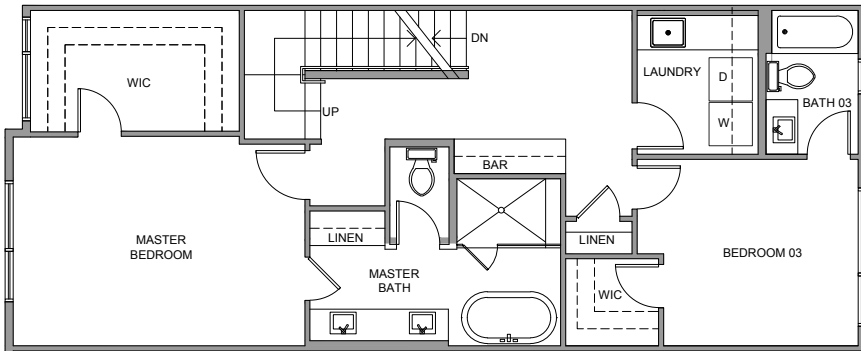 DN
WIC
LAUNDRY
D
BATH 03
UP
W
BAR
MASTER
BEDROOM
LINEN
LINEN
BEDROOM 03
MASTER
BATH
WIC